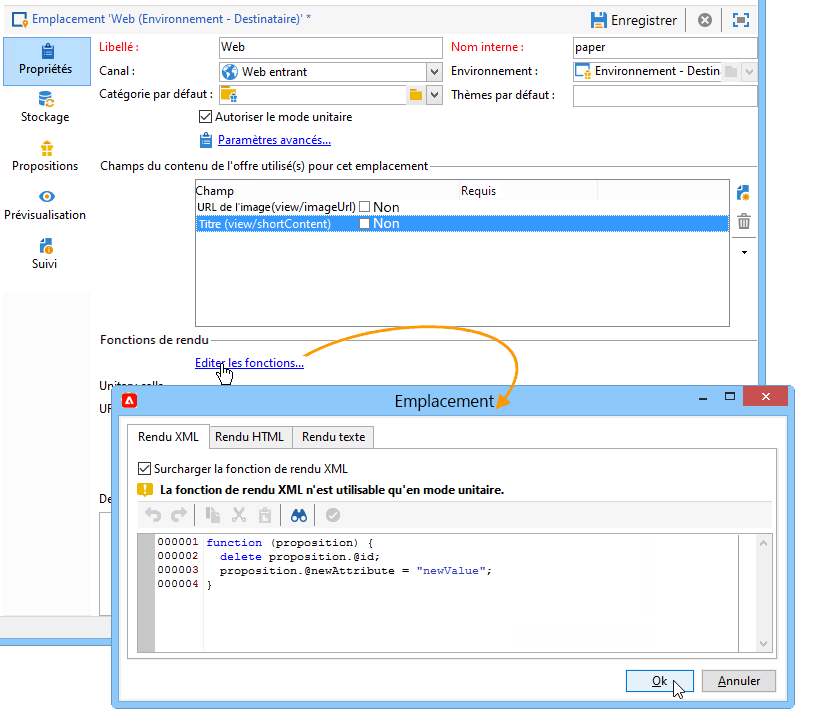 Emplacement 'Web (Environnement - Destinataire)' *
Enregistrer
Propriétés
Stockage
Propositions
Prévisualisation
Suivi
Libellé :
Web
Nom interne :
paper
Canal :
Web entrant
Environnement :
Environnement - Destin
Catégorie par défaut :
Thèmes par défaut :
Autoriser le mode unitaire
Paramètres avancés...
Champs du contenu de l'offre utilisé(s) pour cet emplacement
Champ Requis
URL de l'image(view/imageUrl) Non
Titre (view/shortContent) Non
Fonctions de rendu
Editer les fonctions...
Unitary calls
UR
De
Emplacement
Rendu XML Rendu HTML Rendu texte
Surcharger la fonction de rendu XML
La fonction de rendu XML n'est utilisable qu'en mode unitaire.
000001 function (proposition) {
000002 delete proposition.@id;
000003 proposition.@newAttribute = "newValue";
000004 }
Ok
Annuler